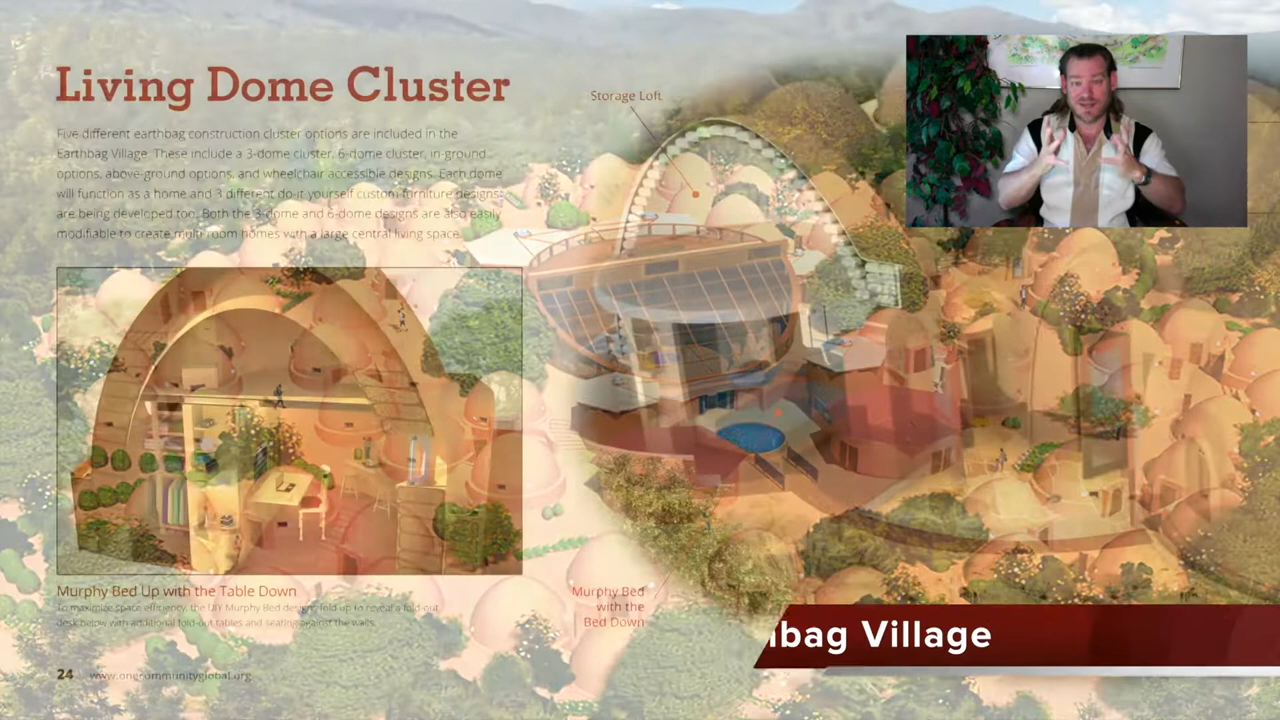 Living Dome Cluster
Storage Loft
Five different earthbag construction cluster options are included in the
Earthbag Village. These include a 3-dome cluster, 6-dome cluster, in-ground
options, above-ground options, and wheelchair accessible designs. Each dome
will function as a home and 3 different do-it-yourself custom furniture designs
are being developed too. Both the 3-dome and 6-dome designs are also easily
modifiable to create multi-room homes with a large central living space.
Murphy Bed Up with the Table Down
To maximize space efficiency, the DIY Murphy Bed designs fold up to reveal a fold-out
desk below with additional fold-out tables and seating against the walls.
Murphy Bed
with the
Bed Down
bag Village
24 www.onecommunityglobal.org